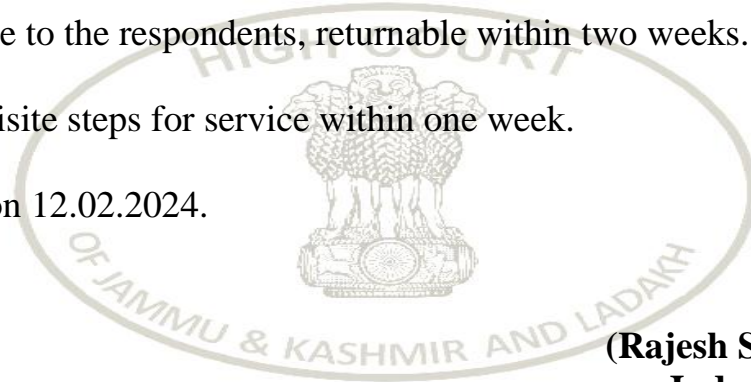 e to the respondents, returnable within two weeks.
HIGH COURT
isite steps for service within one week.
on 12.02.2024.
OF JAMMU & KASHMIR AND LADAKH
(Rajesh S